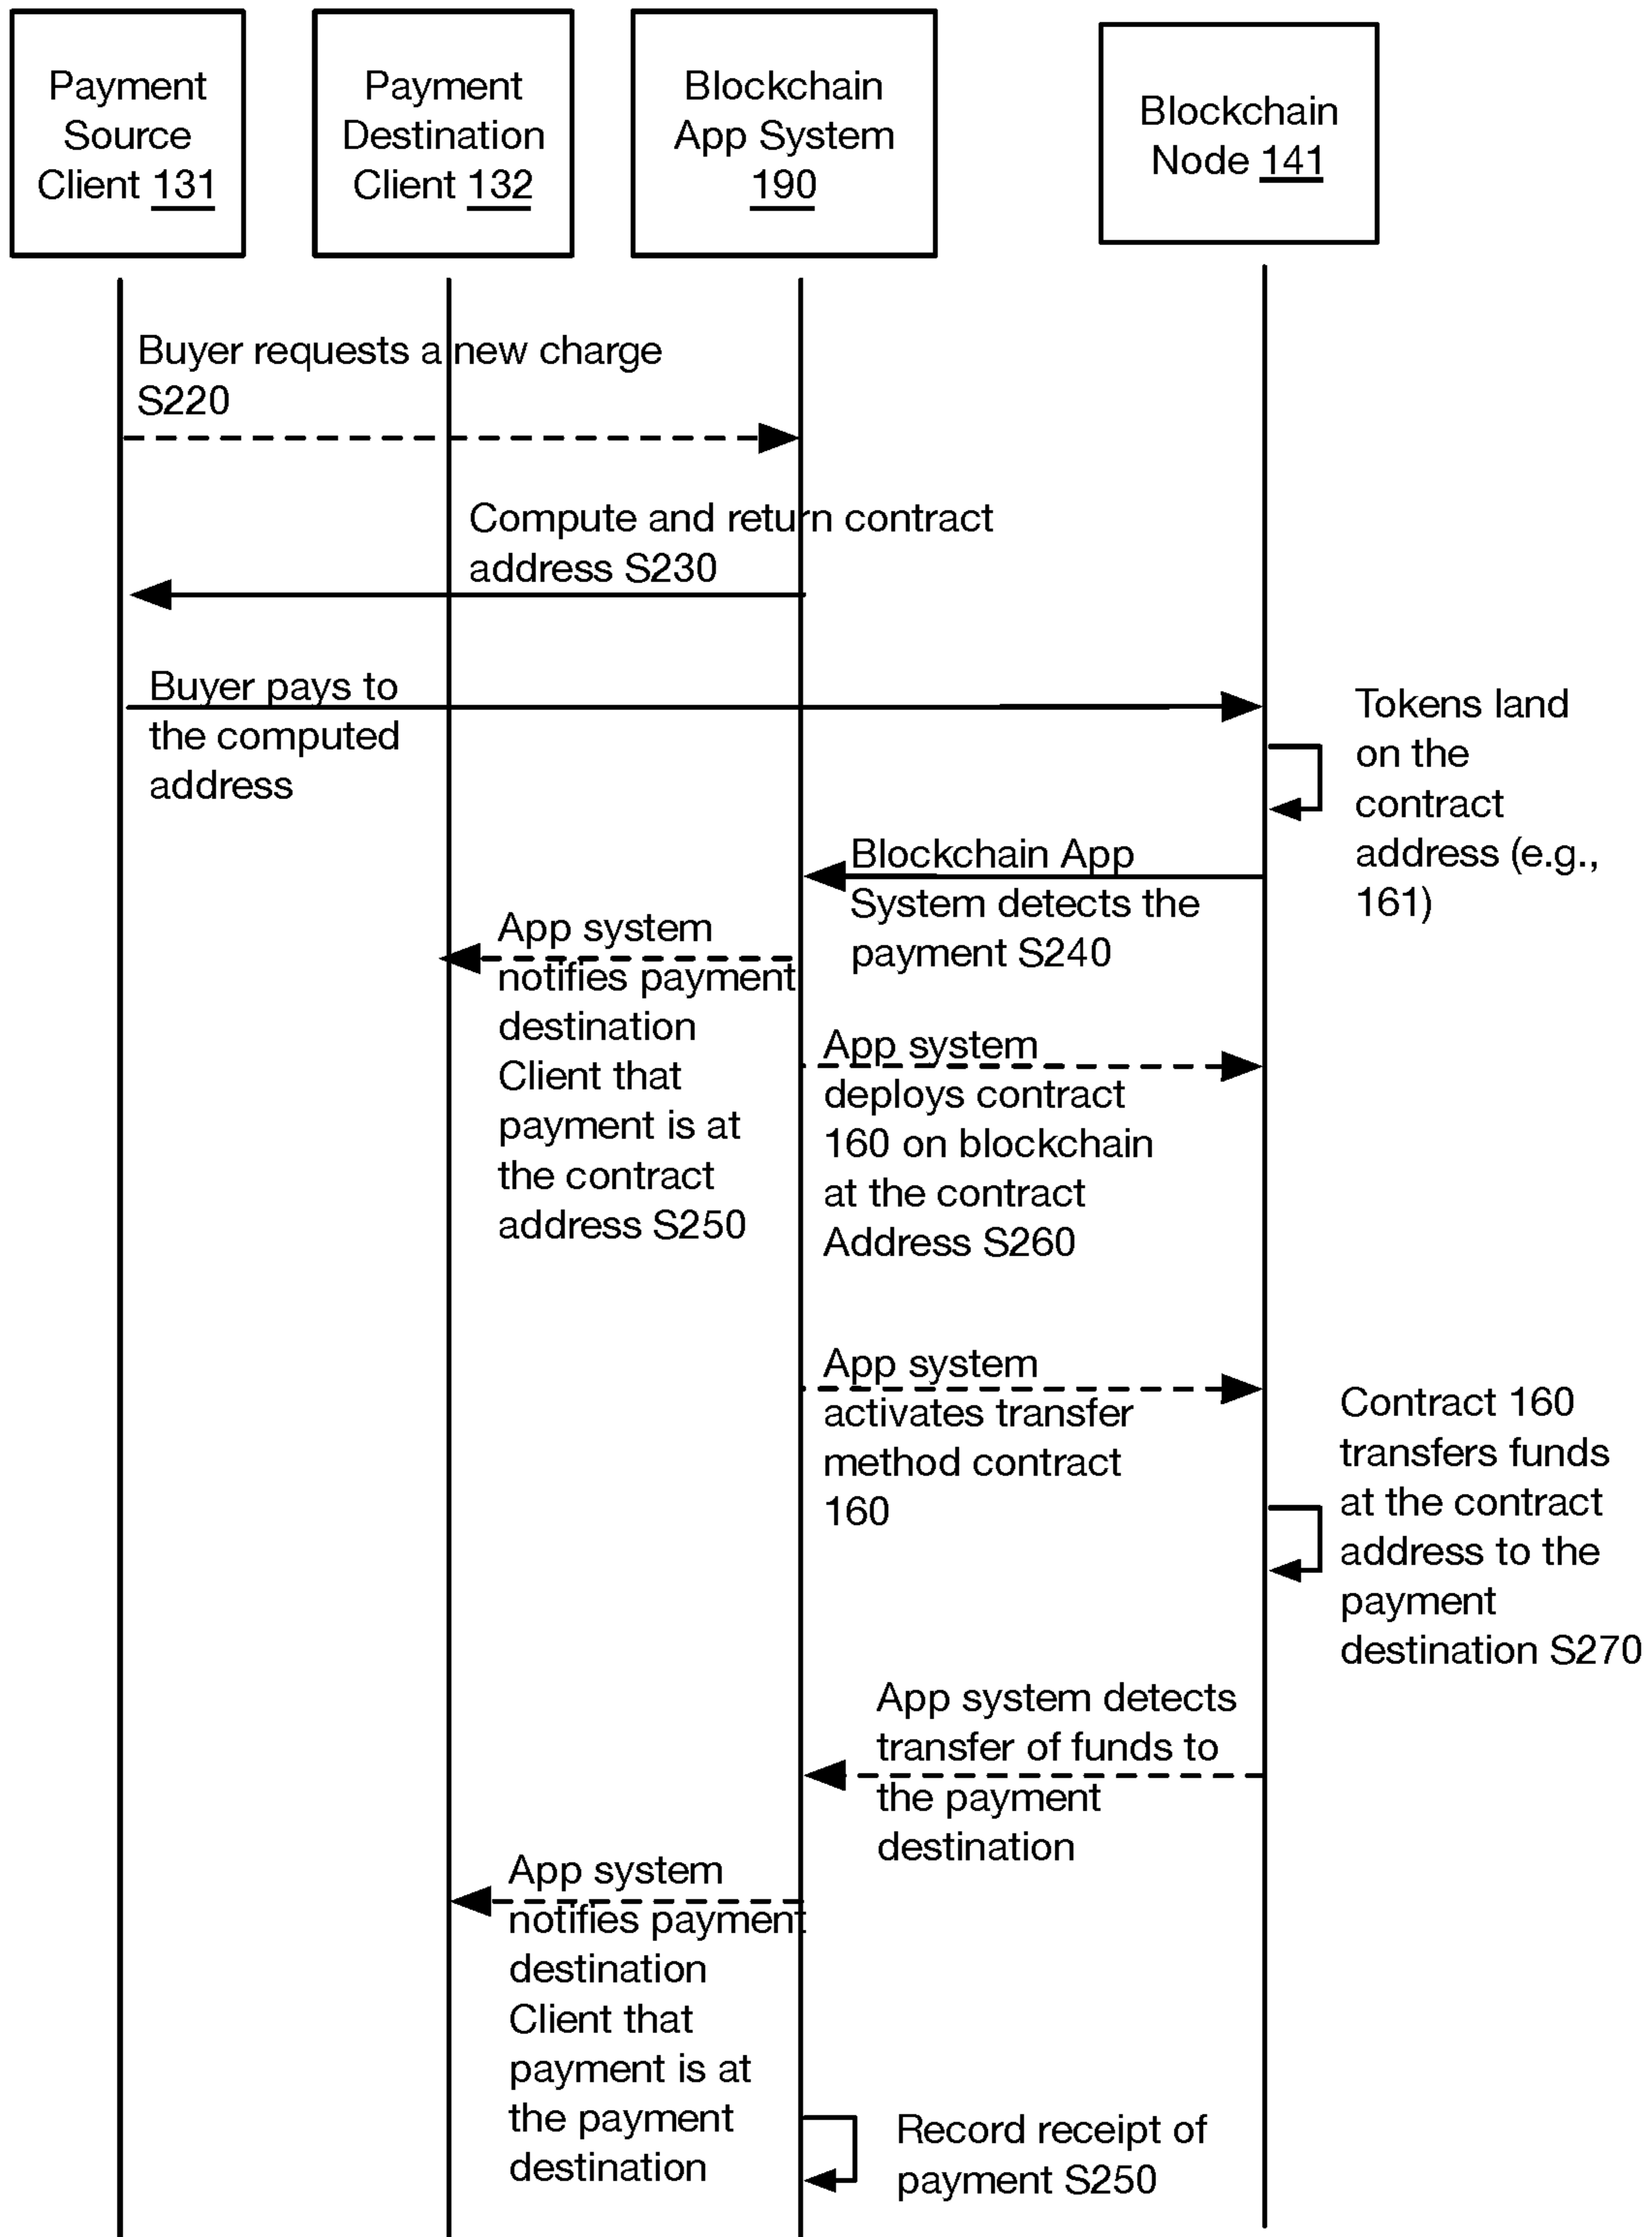 Payment
Source
Client 131
Payment
Destination
Client 132
Blockchain
App System
190
Blockchain
Node 141
Buyer requests a new charge
S220
Compute and return contract
address S230
Buyer pays to
the computed
address
Tokens land
on the
contract
address (e.g.,
161)
Blockchain App
System detects the
payment S240
App system
notifies payment
destination
Client that
payment is at
the contract
address S250
App system
deploys contract
160 on blockchain
at the contract
Address S260
App system
activates transfer
method contract
160
Contract 160
transfers funds
at the contract
address to the
payment
destination S270
App system detects
transfer of funds to
the payment
destination
App system
notifies payment
destination
Client that
payment is at
the payment
destination
Record receipt of
payment S250